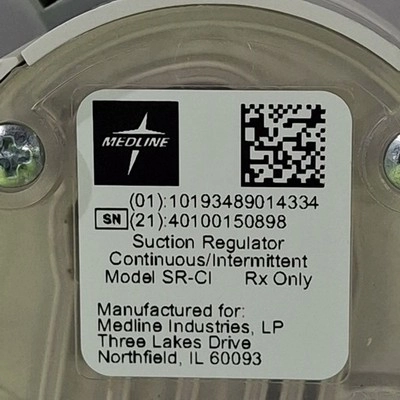 MEDLINE
(01):10193489014334
SN (21):40100150898
Suction Regulator
Continuous/Intermittent
Model SR-CI Rx Only
Manufactured for:
Medline Industries, LP
Three Lakes Drive
Northfield, IL 60093